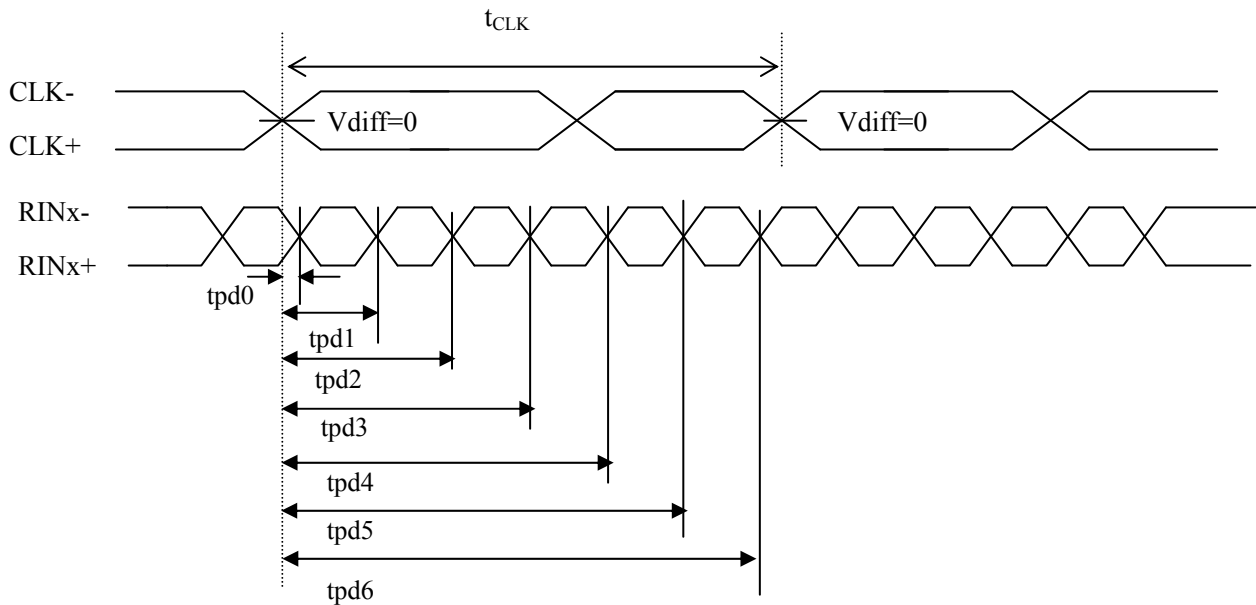 tCLK
CLK-
Vdiff=0 Vdiff=0
CLK+
RINx-
RINx+
tpd0
tpd1
tpd2
tpd3
tpd4
tpd5
tpd6